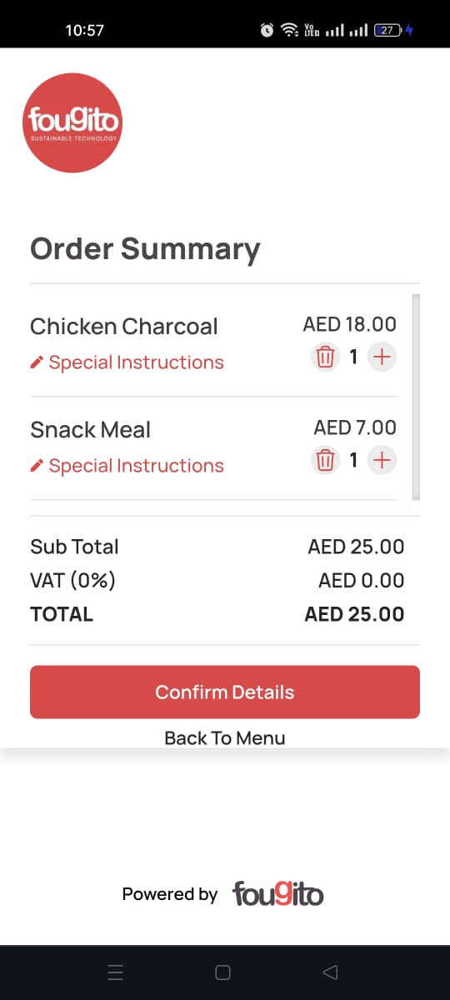 10:57
Vo
LTED
27
fougito
SUSTAINABLE TECHNOLOGY
Order Summary
Chicken Charcoal AED 18.00
Special Instructions 1 +
Snack Meal AED 7.00
Special Instructions 1 +
Sub Total AED 25.00
VAT (0%) AED 0.00
TOTAL AED 25.00
Confirm Details
Back To Menu
Powered by fougito